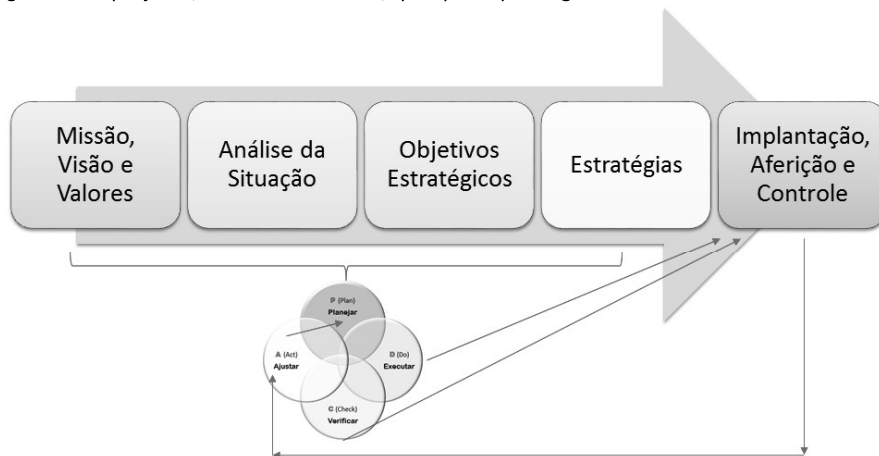 Missão,
Visão e
Valores
Análise da
Situação
Objetivos
Estratégicos
Estratégias
Implantação,
Aferição e
Controle
P (Plan)
Planejar
A (Act)
Ajustar
D (Do)
Executar
C (Check)
Verificar